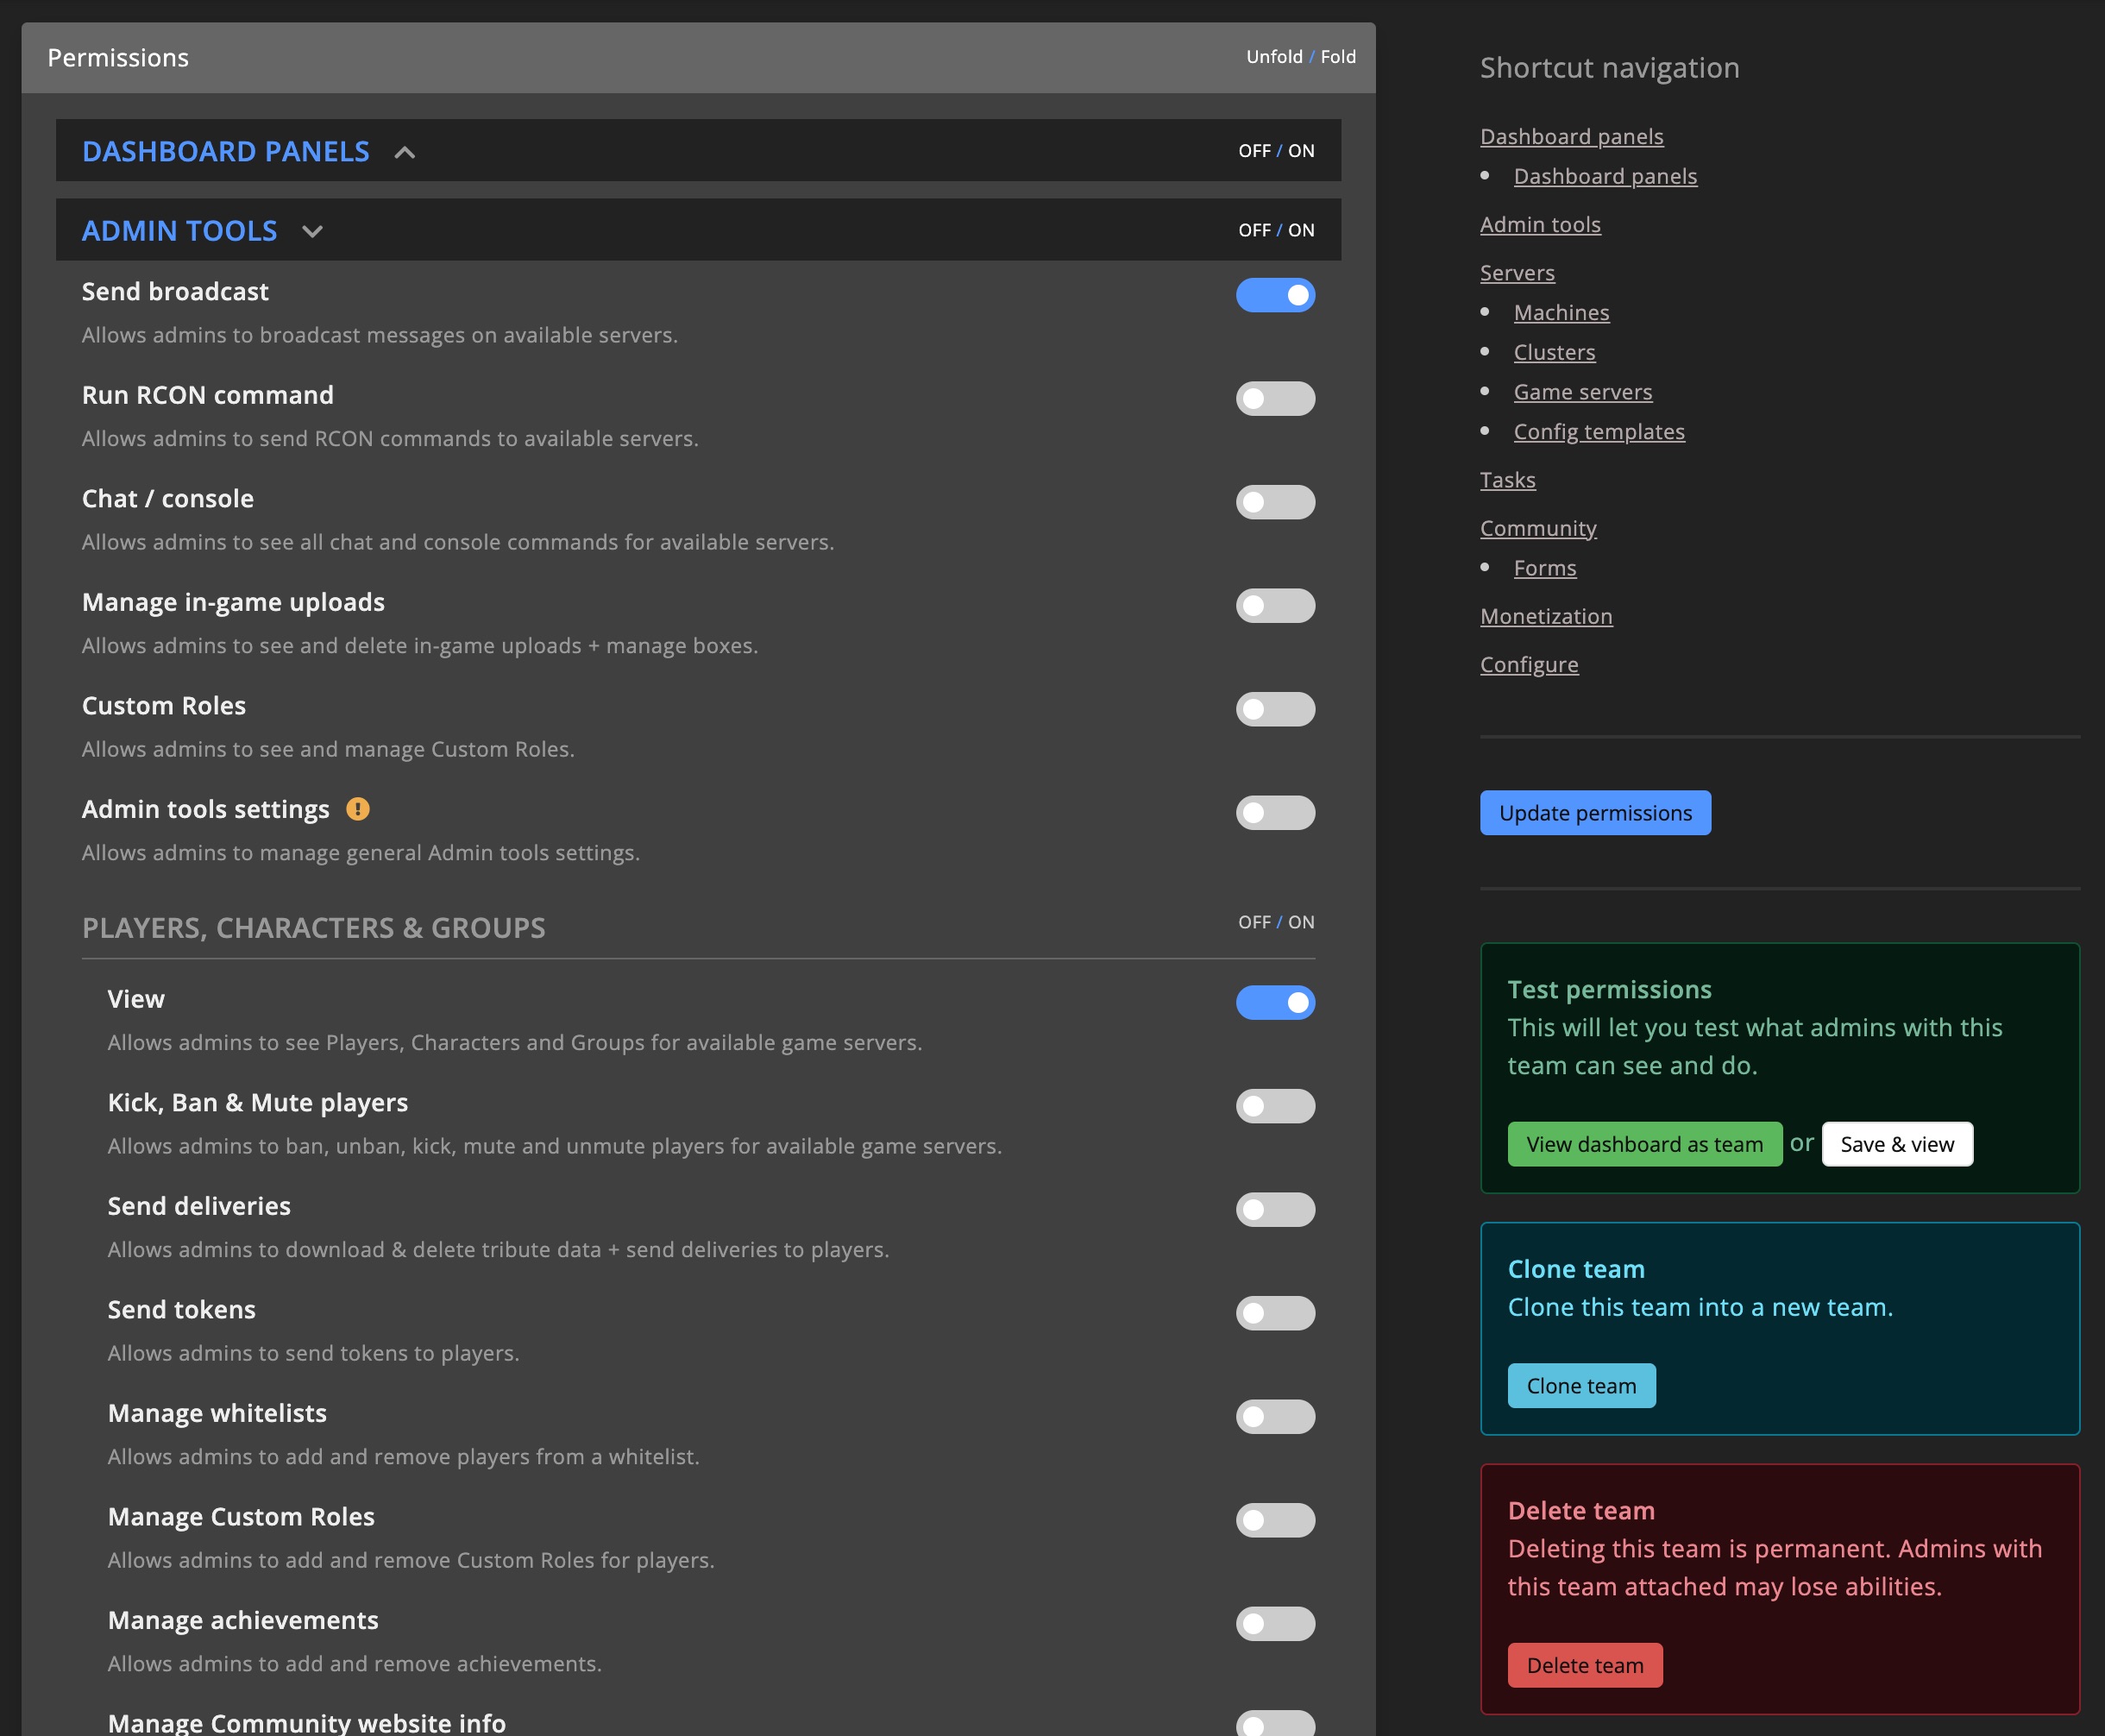 Permissions
Unfold / Fold
DASHBOARD PANELS
OFF / ON
ADMIN TOOLS
OFF / ON
Send broadcast
Allows admins to broadcast messages on available servers.
Run RCON command
Allows admins to send RCON commands to available servers.
Chat / console
Allows admins to see all chat and console commands for available servers.
Manage in-game uploads
Allows admins to see and delete in-game uploads + manage boxes.
Custom Roles
Allows admins to see and manage Custom Roles.
Admin tools settings
Allows admins to manage general Admin tools settings.
PLAYERS, CHARACTERS & GROUPS
OFF / ON
View
Allows admins to see Players, Characters and Groups for available game servers.
Kick, Ban & Mute players
Allows admins to ban, unban, kick, mute and unmute players for available game servers.
Send deliveries
Allows admins to download & delete tribute data + send deliveries to players.
Send tokens
Allows admins to send tokens to players.
Manage whitelists
Allows admins to add and remove players from a whitelist.
Manage Custom Roles
Allows admins to add and remove Custom Roles for players.
Manage achievements
Allows admins to add and remove achievements.
Manage Community website info
Shortcut navigation
Dashboard panels
Dashboard panels
Admin tools
Servers
Machines
Clusters
Game servers
Config templates
Tasks
Community
Forms
Monetization
Configure
Update permissions
Test permissions
This will let you test what admins with this
team can see and do.
View dashboard as team or Save & view
Clone team
Clone this team into a new team.
Clone team
Delete team
Deleting this team is permanent. Admins with
this team attached may lose abilities.
Delete team